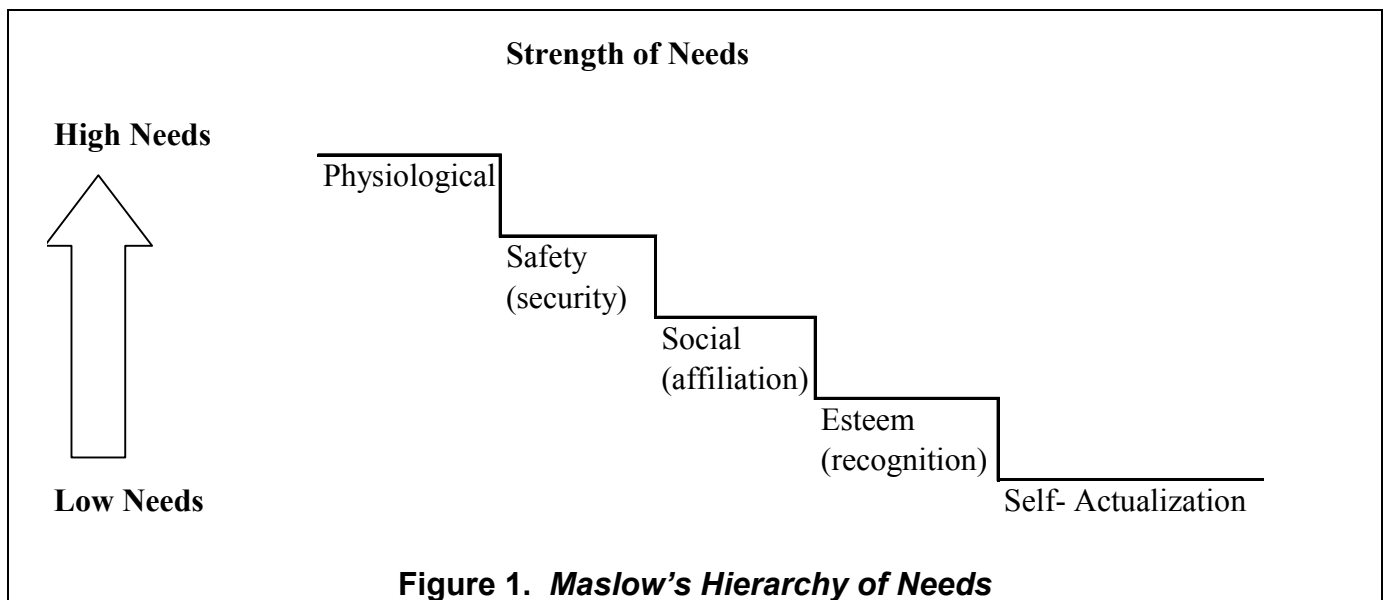 Strength of Needs
High Needs
Physiological
Safety
(security)
Social
(affiliation)
Esteem
(recognition)
Low Needs
Self- Actualization
Figure 1. Maslow's Hierarchy of Needs